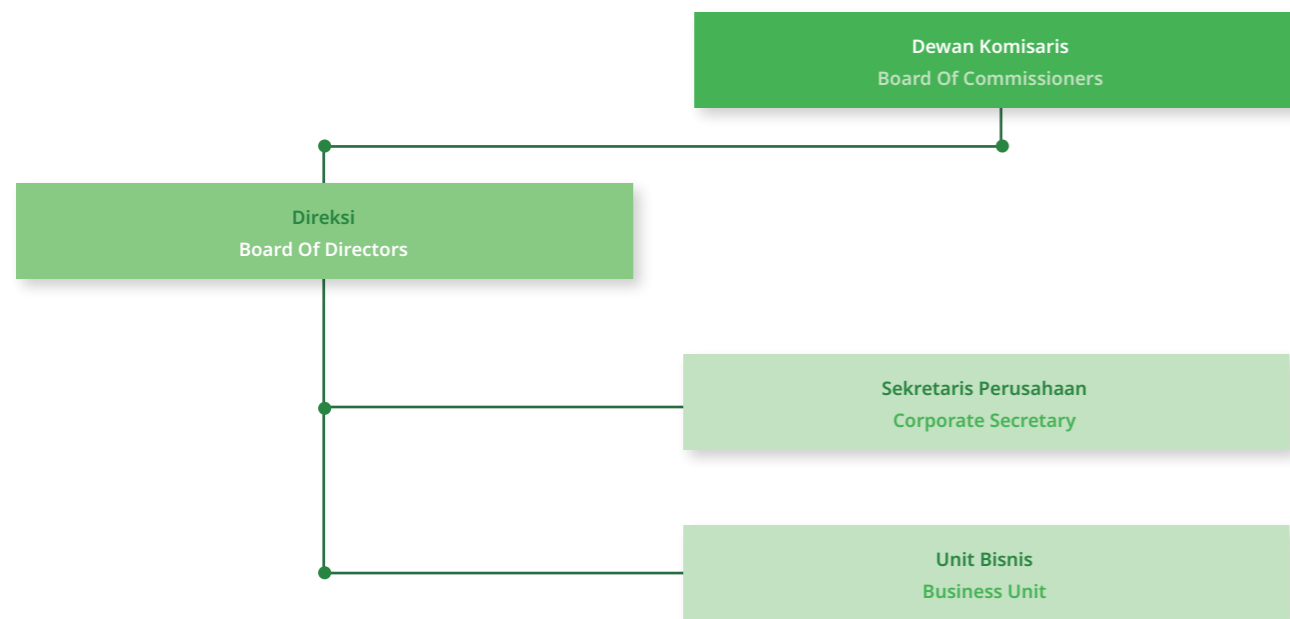 Dewan Komisaris
Board Of Commissioners
Direksi
Board Of Directors
Sekretaris Perusahaan
Corporate Secretary
Unit Bisnis
Business Unit